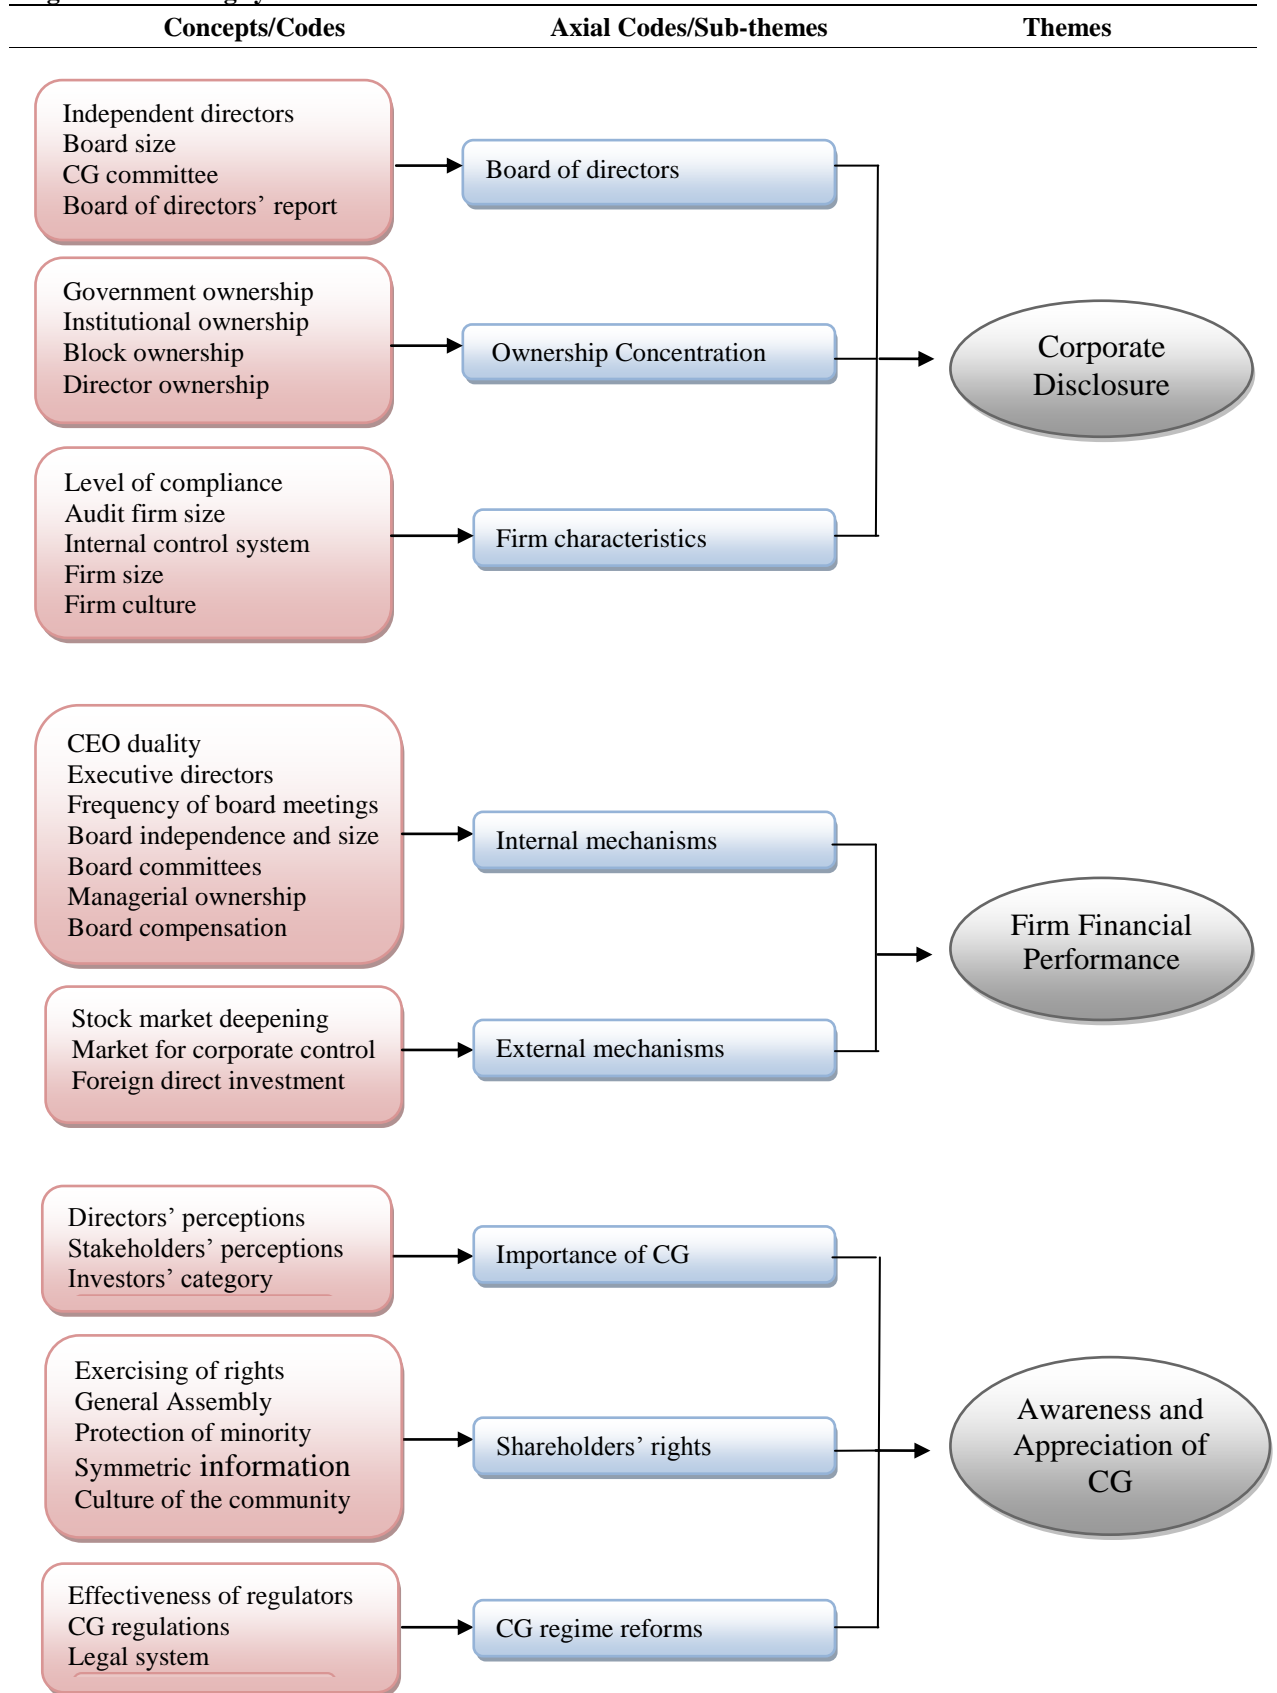 Concepts/Codes
Axial Codes/Sub-themes
Themes
Independent directors
Board size
CG committee
Board of directors’ report
Board of directors
Government ownership
Institutional ownership
Block ownership
Director ownership
Ownership Concentration
Corporate
Disclosure
Level of compliance
Audit firm size
Internal control system
Firm size
Firm culture
Firm characteristics
CEO duality
Executive directors
Frequency of board meetings
Board independence and size
Board committees
Managerial ownership
Board compensation
Internal mechanisms
Firm Financial
Performance
Stock market deepening
Market for corporate control
Foreign direct investment
External mechanisms
Directors’ perceptions
Stakeholders’ perceptions
Investors’ category
Importance of CG
Exercising of rights
General Assembly
Protection of minority
Symmetric information
Culture of the community
Shareholders’ rights
Awareness and
Appreciation of
CG
Effectiveness of regulators
CG regulations
Legal system
CG regime reforms